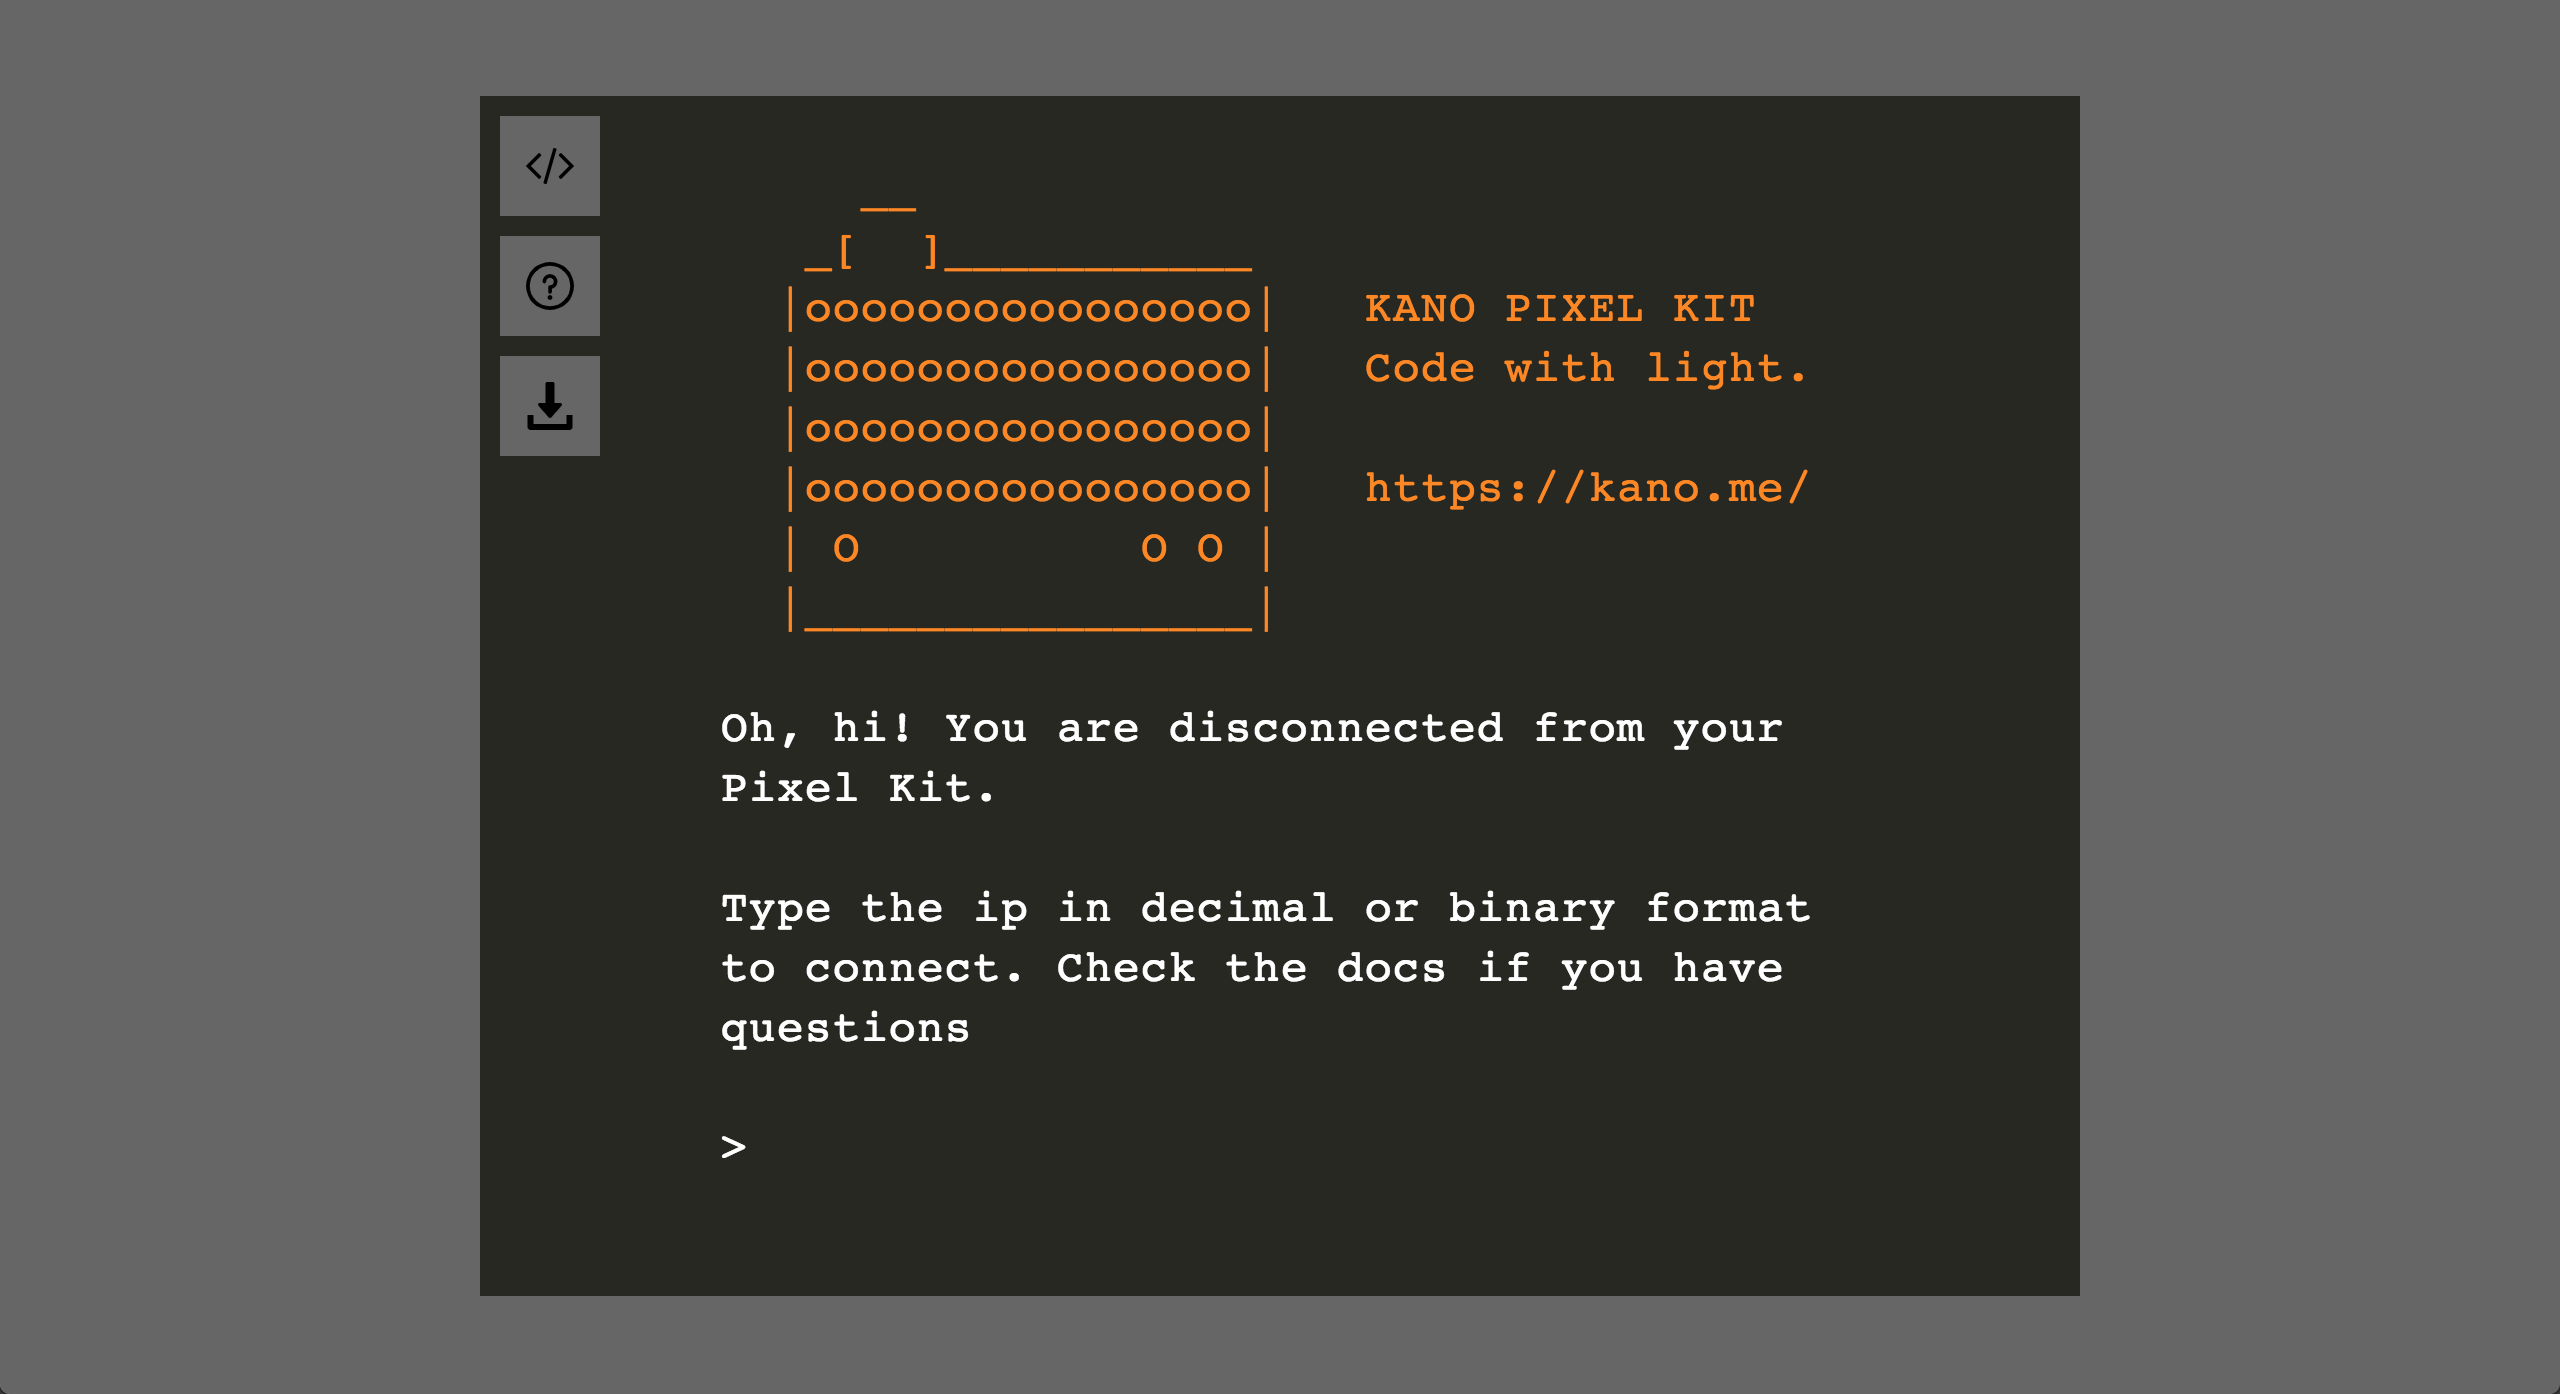 __
 _[  ]___________
|oooooooooooooooo|   KANO PIXEL KIT
|oooooooooooooooo|   Code with light.
|oooooooooooooooo|
|oooooooooooooooo|   https://kano.me/
| O          O O |
|________________|
Oh, hi! You are disconnected from your
Pixel Kit.
Type the ip in decimal or binary format
to connect. Check the docs if you have
questions
>